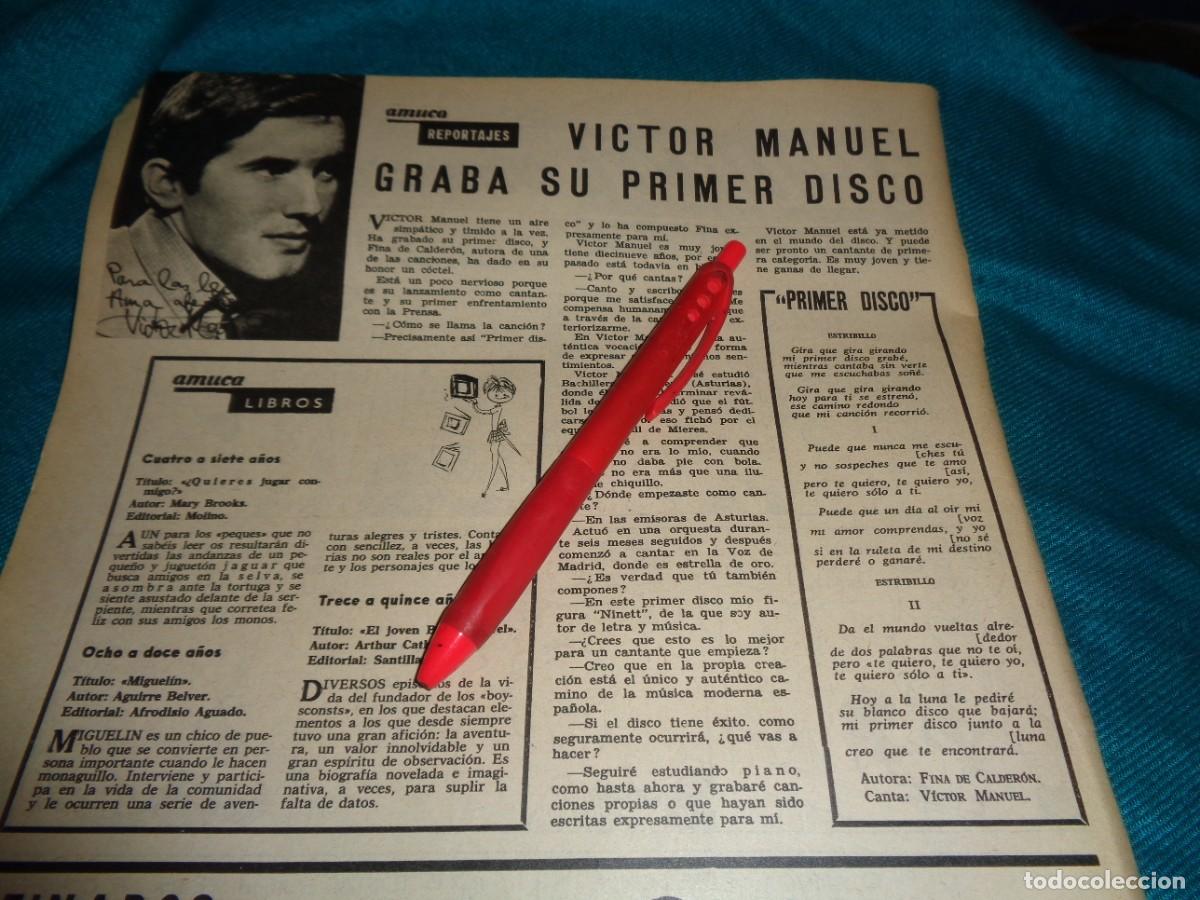 amuca
REPORTAJES
VICTOR MANUEL
GRABA SU PRIMER DISCO
Para las
VICTOR Manuel tiene un aire
simpático y tímido a la vez.
Ha grabado su primer disco, y
Fina de Calderón, autora de una
de las canciones, ha dado en su
honor un cóctel.
Está un poco nervioso porque
es su lanzamiento como cantan-
te y su primer enfrentamiento
con la Prensa.
—¿Cómo se llama la canción?
—Precisamente así "Primer dis-
co" y lo ha compuesto Fina ex-
presamente para mí.
Victor Manuel es muy
tiene diecinueve años, por
pasado está todavía en
—¿Por qué cantas?
—Canto y escribo
porque me satisface Me
compensa que
a través de la ex-
teriorizarme.
En Víctor au-
téntica forma
de expresar sen-
timientos.
estudió
(Asturias),
donde revá-
lida de que el fút-
bol y pensó dedi-
eso fichó por el
de Mieres.
a comprender que
no era lo mío, cuando
no daba pie con bola.
no era más que una ilu-
de chiquillo.
¿Dónde empezaste como can-
te?
—En las emisoras de Asturias.
Actuó en una orquesta duran-
te seis meses seguidos y después
comenzó a cantar en la Voz de
Madrid, donde es estrella de oro.
—¿Es verdad que tú también
compones?
—En este primer disco mío fi-
gura "Ninett", de la que soy au-
tor de letra y música.
—¿Crees que esto es lo mejor
para un cantante que empieza?
—Creo que en la propia crea-
ción está el único y auténtico ca-
mino de la música moderna es-
pañola.
—Si el disco tiene éxito. como
seguramente ocurrirá, ¿qué vas a
hacer?
—Seguiré estudiando piano,
como hasta ahora y grabaré can-
ciones propias o que hayan sido
escritas expresamente para mí.
Victor Manuel está ya metido
en el mundo del disco. Y puede
ser pronto un cantante de prime-
ra categoría. Es muy joven y tie-
ne ganas de llegar.
"PRIMER DISCO"
ESTRIBILLO
Gira que gira girando
mi primer disco grabé,
mientras cantaba sin verte
que me escuchabas soñé.
Gira que gira girando
hoy para ti se estrenó,
ese camino redondo
que mi canción recorrió.
I
Puede que nunca me escu-
[ches tú
y no sospeches que te amo
[así,
pero te quiero, te quiero yo,
te quiero sólo a ti.
Puede que un día al oir mi
[voz
mi amor comprendas, y yo
[no sé
si en la ruleta de mi destino
perderé o ganaré.
ESTRIBILLO
II
Da el mundo vueltas alre-
[dedor
de dos palabras que no te oí,
pero «te quiero, te quiero yo,
te quiero sólo a ti».
Hoy a la luna le pediré
su blanco disco que bajará;
mi primer disco junto a la
[luna
creo que te encontrará.
Autora: FINA DE CALDERÓN.
Canta: VÍCTOR MANUEL.
amuca
LIBROS
Cuatro a siete años
Título: «¿Quieres jugar con-
migo?»
Autor: Mary Brooks.
Editorial: Molino.
AUN para los «peques» que no
sabéis leer os resultarán di-
vertidas las andanzas de un pe-
queño y juguetón jaguar que
busca amigos en la selva, se
asombra ante la tortuga y se
siente asustado delante de la ser-
piente, mientras que corretea fe-
liz con sus amigos los monos.
Ocho a doce años
Título: «Miguelín».
Autor: Aguirre Belver.
Editorial: Afrodisio Aguado.
MIGUELIN es un chico de pue-
blo que se convierte en per-
sona importante cuando le hacen
monaguillo. Interviene y partici-
pa en la vida de la comunidad
y le ocurren una serie de aven-
turas alegres y tristes.
con sencillez, a veces, las
rias no son reales por el
te y los personajes que
Trece a quince
Título: «El joven
Autor: Arthur
Editorial:
DIVERSOS de la vi-
da del fundador de los «boy-
sconsts», en los que destacan ele-
mentos a los que desde siempre
tuvo una gran afición: la aventu-
ra, un valor innolvidable y un
gran espíritu de observación. Es
una biografía novelada e imagi-
nativa, a veces, para suplir la
falta de datos.
todocoleccion